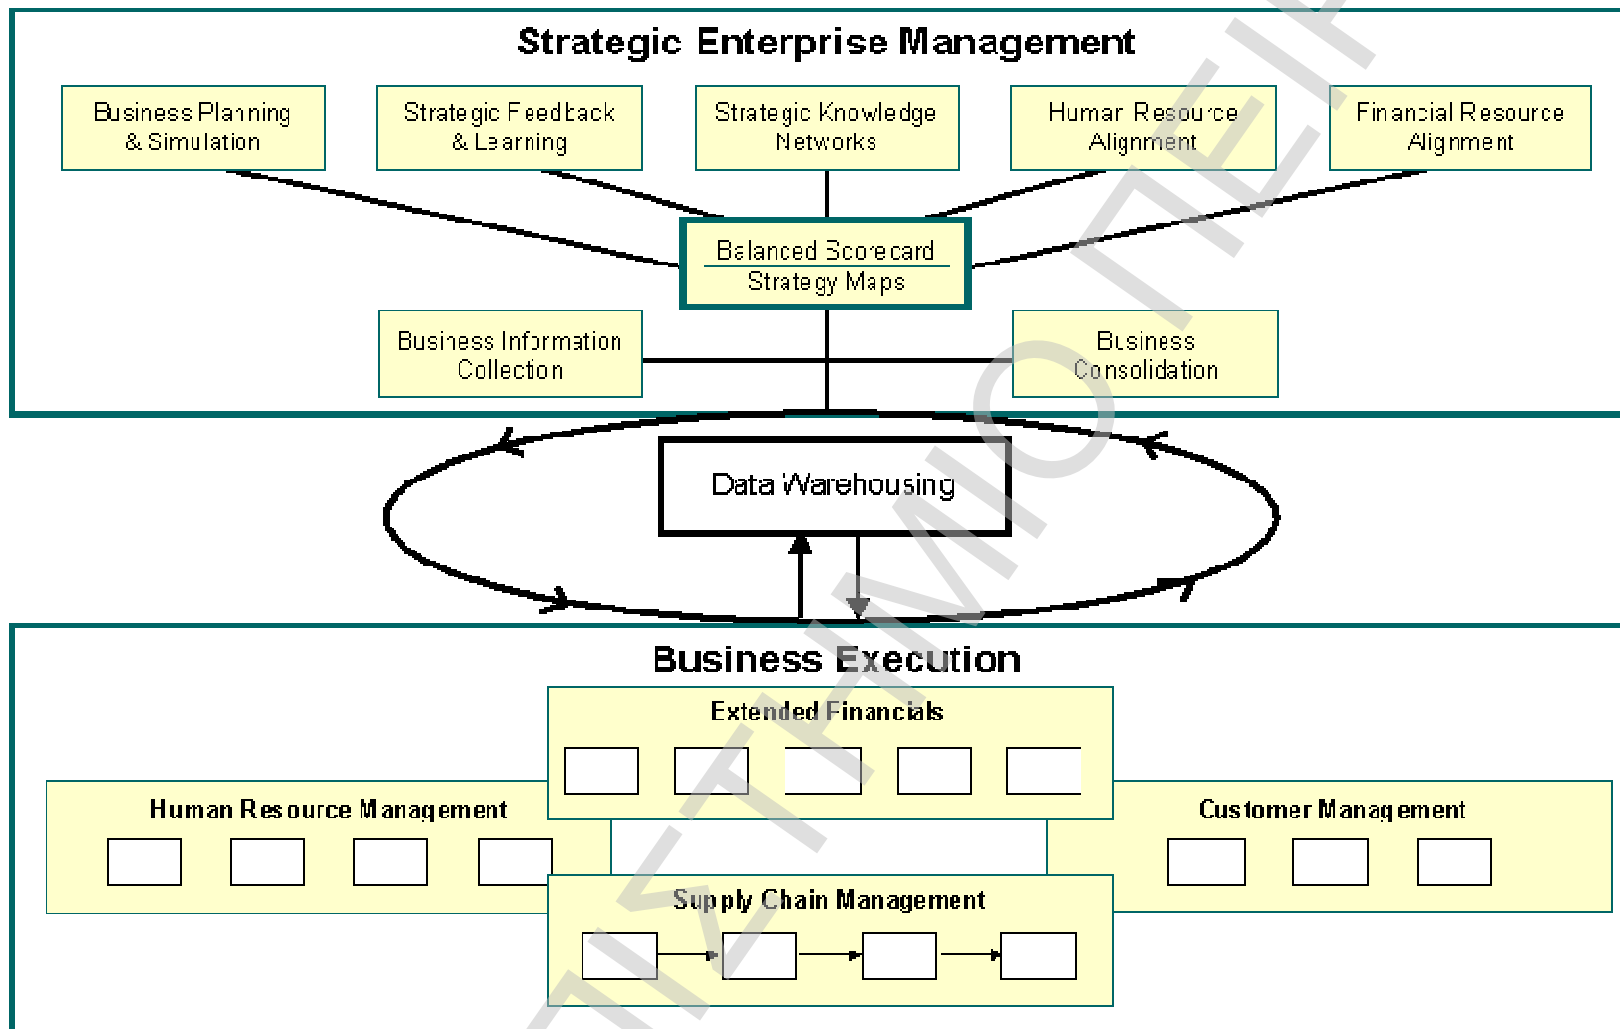 Strategic Enterprise Management
Business Planning
& Simulation
Strategic Feedback
& Learning
Strategic Knowledge
Networks
Human Resource
Alignment
Financial Resource
Alignment
Balanced Scorecard
Strategy Maps
Business Information
Collection
Business
Consolidation
Data Warehousing
Business Execution
Extended Financials
Human Resource Management
Customer Management
Supply Chain Management
ΠΙΣΤΗΜΙΟ ΠΕΙΡ